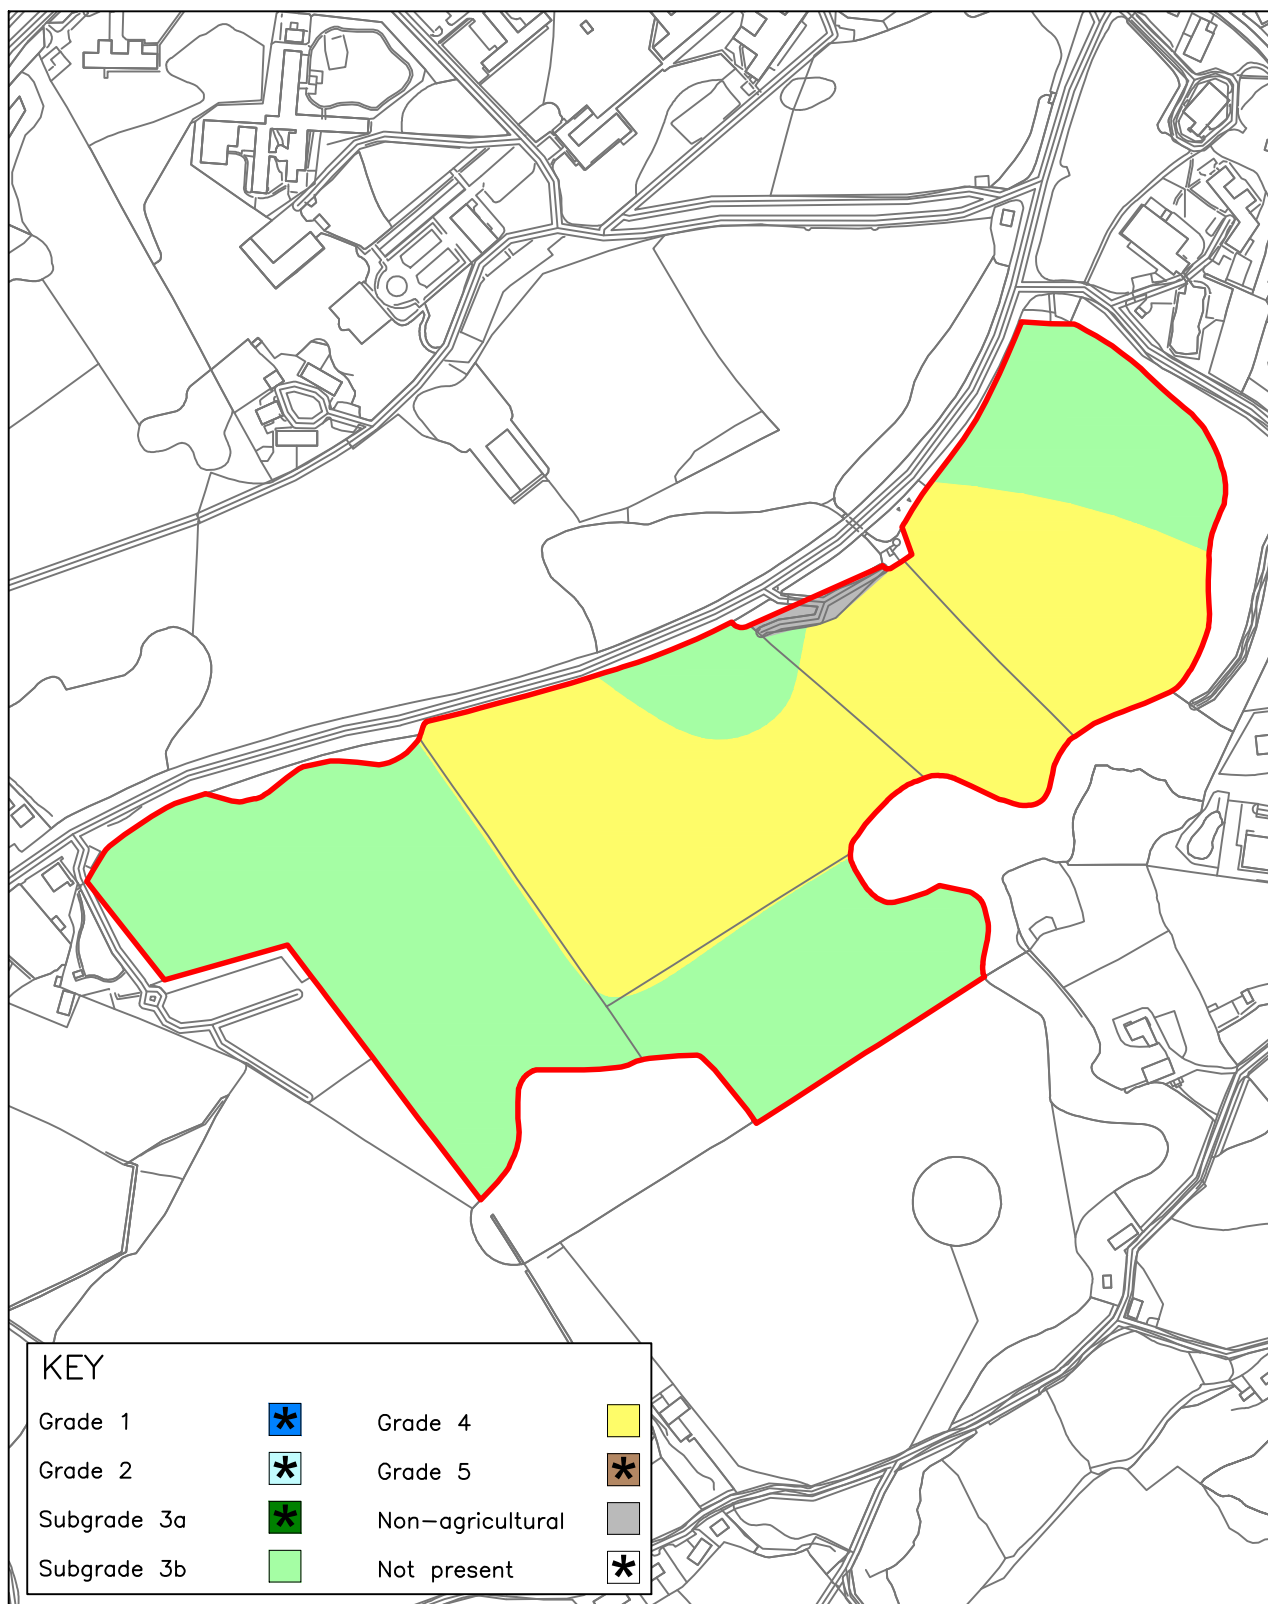 KEY
Grade 1 * Grade 4
Grade 2 * Grade 5 *
Subgrade 3a * Non-agricultural
Subgrade 3b Not present *